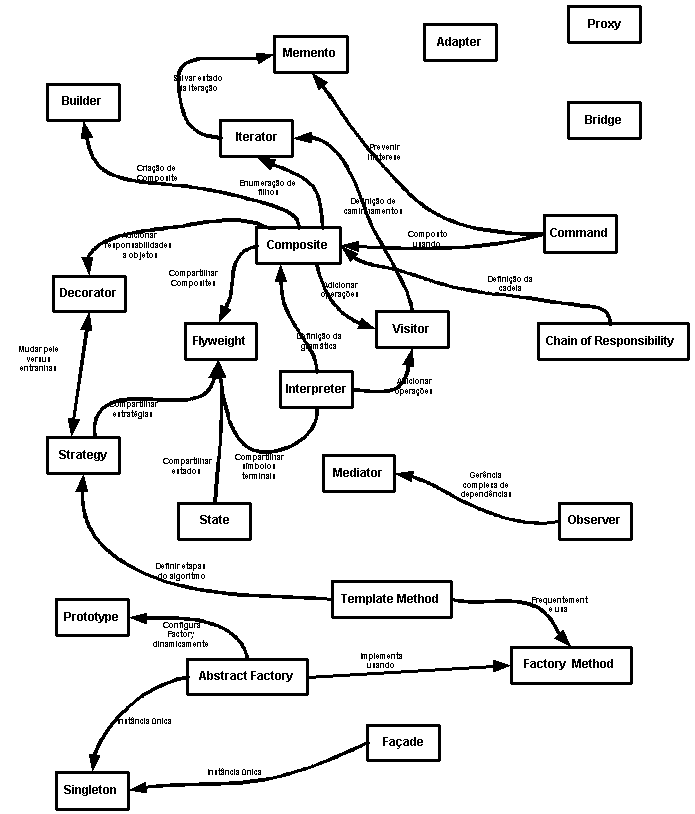 Proxy
Adapter
Memento
Salvar estado
na iteração
Builder
Iterator
Bridge
Prevenir
Criação de
Composite
Enumeração de
filhos
Definição de
caminhamentos
Adicionar
responsabilidades
a objetos
Composite
Composto
usando
Command
Compartilhar
Composites
Adicionar
operações
Definição da
cadeia
Decorator
Flyweight
Visitor
Chain of Responsibility
Definição da
gramática
Mudar pele
versus
entranhas
Interpreter
Adicionar
operações
Compartilhar
estratégias
Strategy
Compartilhar
estados
Compartilhar
símbolos
terminais
Mediator
Gerência
complexa de
dependências
State
Observer
Definir etapas
do algoritmo
Template Method
Frequentement
e usa
Prototype
Configura
Factory
dinamicamente
Implementa
usando
Abstract Factory
Factory Method
Instância única
Façade
Instância única
Singleton